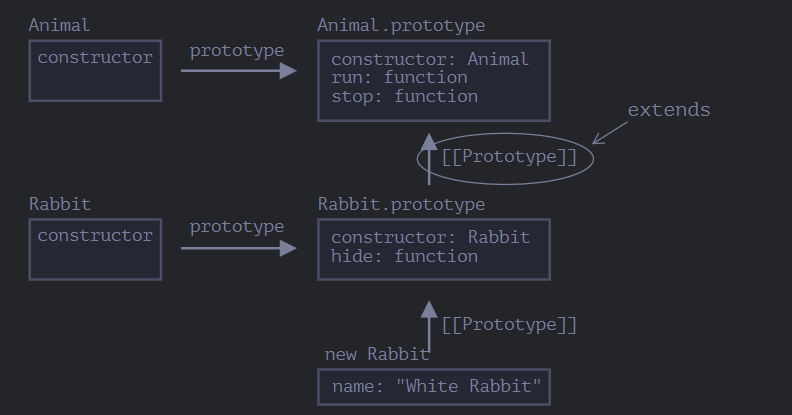 Animal
constructor
prototype
Animal.prototype
constructor: Animal
run: function
stop: function
extends
[[Prototype]]
Rabbit
constructor
prototype
Rabbit.prototype
constructor: Rabbit
hide: function
[[Prototype]]
new Rabbit
name: "White Rabbit"